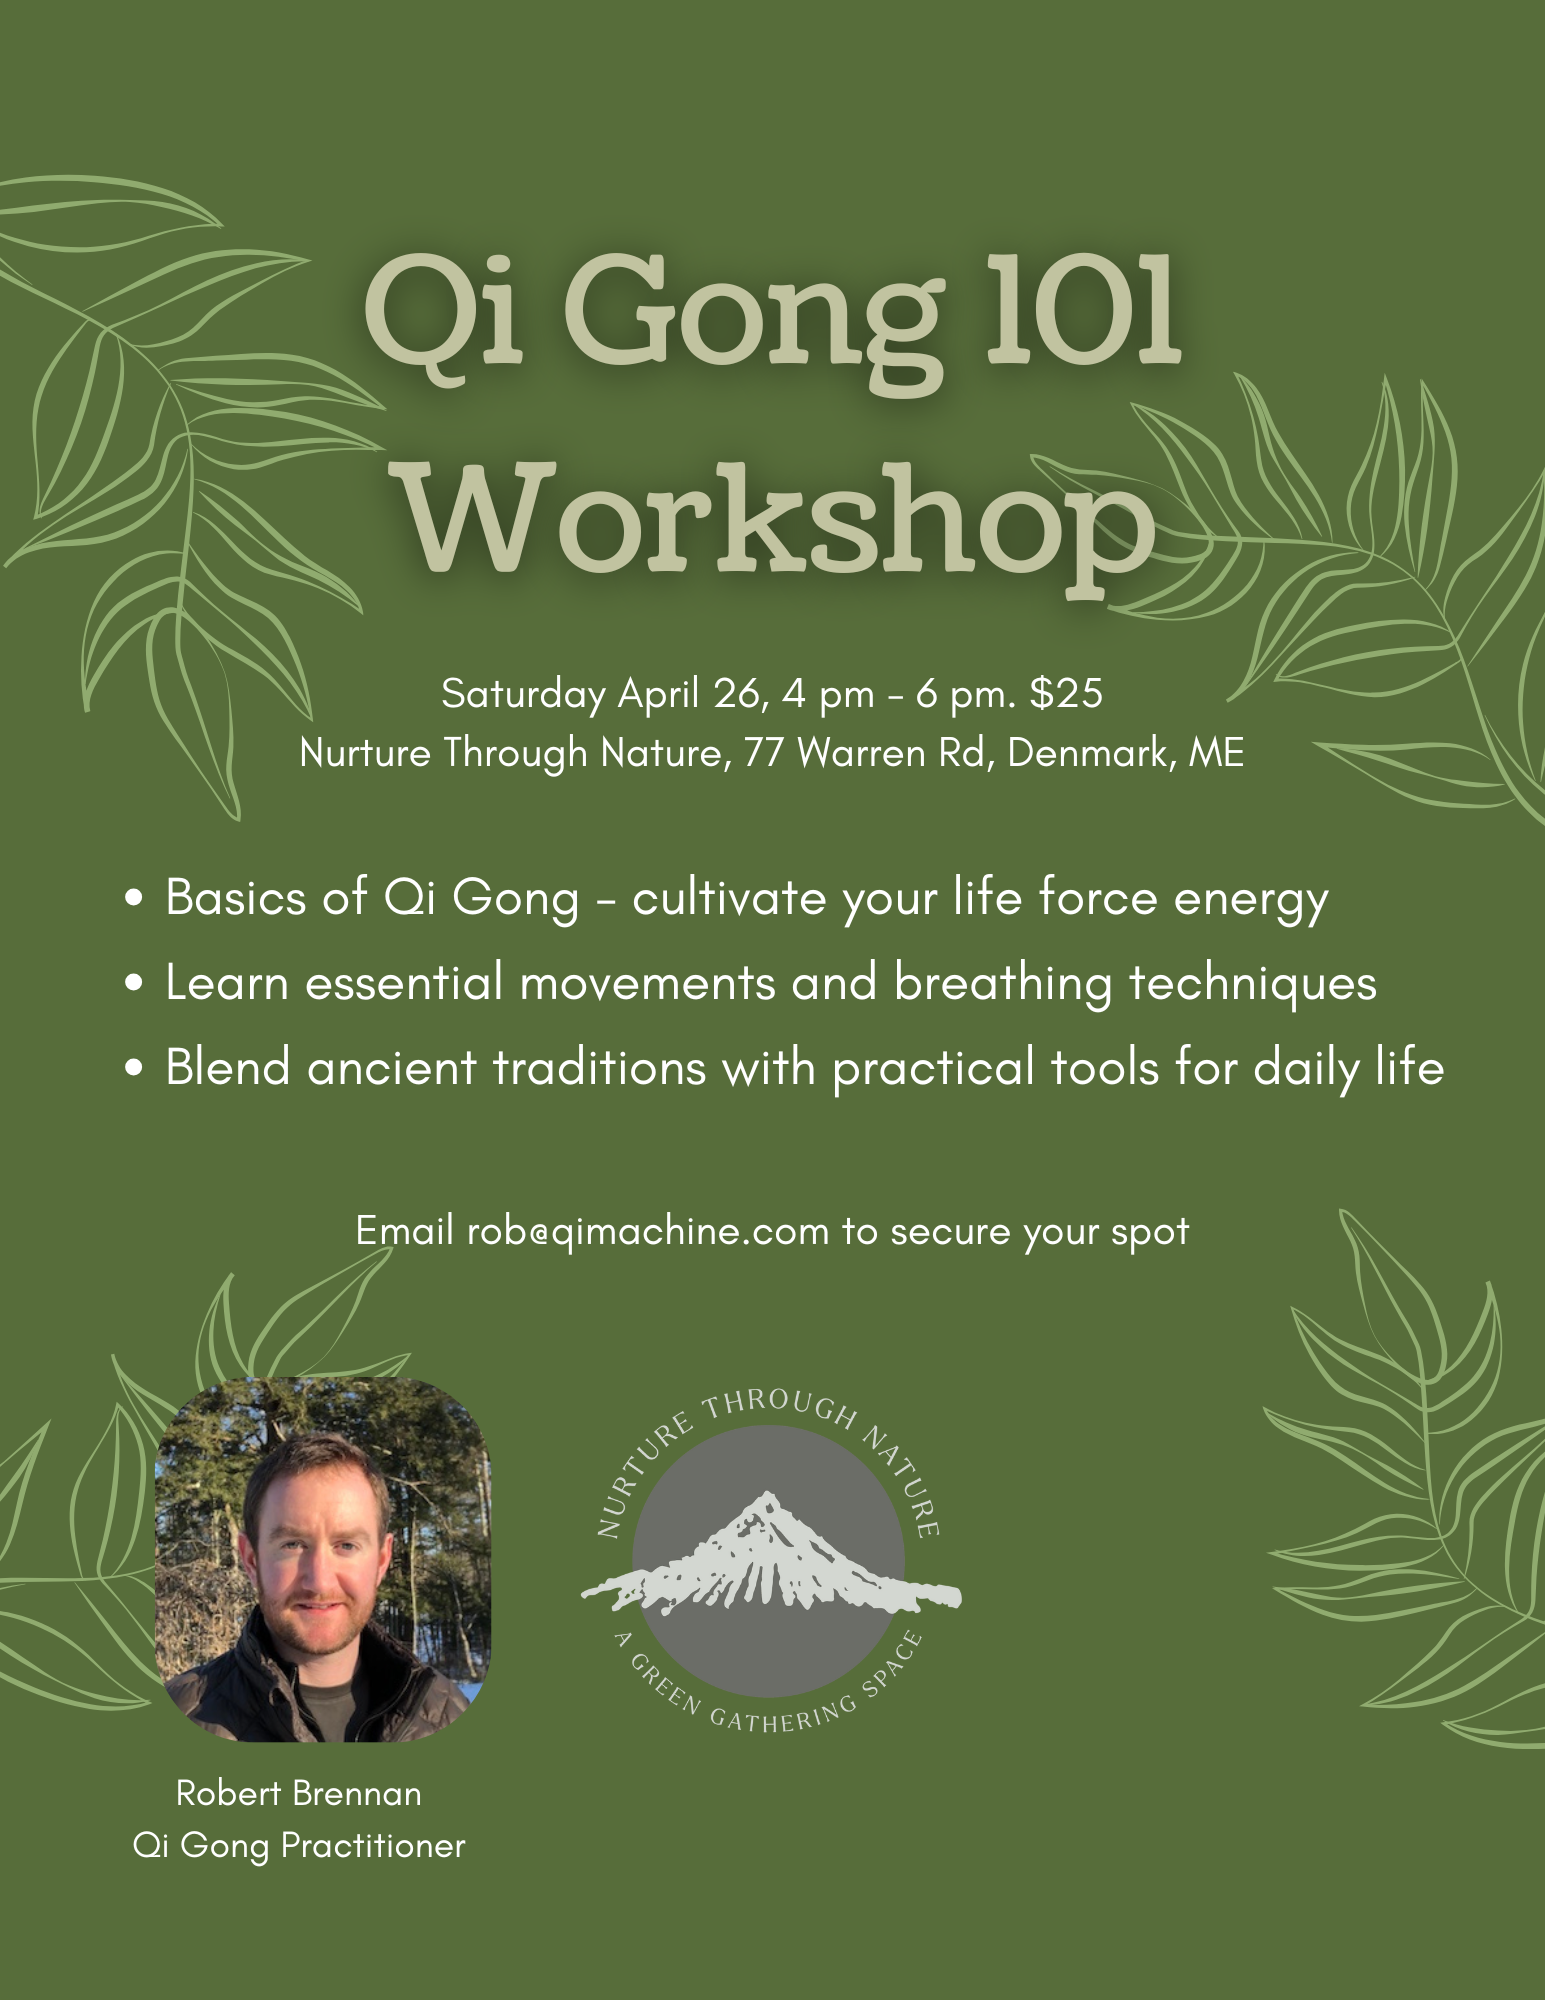 Qi Gong 101
Workshop
Saturday April 26, 4 pm - 6 pm. $25
Nurture Through Nature, 77 Warren Rd, Denmark, ME
• Basics of Qi Gong - cultivate your life force energy
• Learn essential movements and breathing techniques
• Blend ancient traditions with practical tools for daily life
Email rob@qimachine.com to secure your spot
NURTURE THROUGH NATURE
A GREEN GATHERING SPACE
Robert Brennan
Qi Gong Practitioner